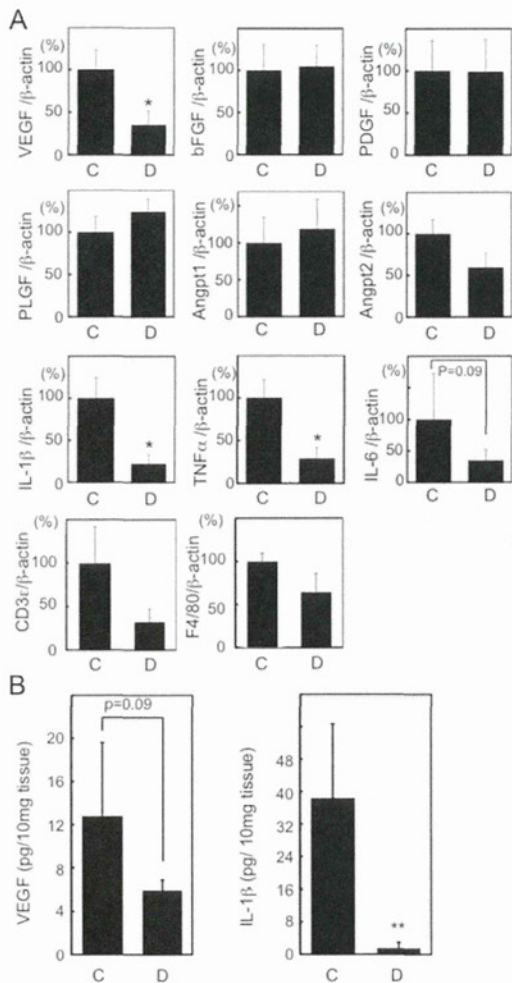 A
(%) (%) (%)
VEGF /β-actin
100
50
0
*
C D
bFGF /β-actin
100
50
0
C D
PDGF /β-actin
100
50
0
C D
PLGF /β-actin
(%)
100
50
0
C D
Angpt1 /β-actin
(%)
100
50
0
C D
Angpt2 /β-actin
(%)
100
50
0
C D
IL-1β /β-actin
(%)
100
50
0
*
C D
TNFα /β-actin
(%)
100
50
0
*
C D
IL-6 /β-actin
(%)
P=0.09
100
50
0
C D
CD3ε/β-actin
(%)
100
50
0
C D
F4/80/β-actin
(%)
100
50
0
C D
B
VEGF (pg/10mg tissue)
p=0.09
20
16
12
8
4
0
C D
IL-1β (pg/ 10mg tissue)
48
40
32
24
16
8
0
**
C D